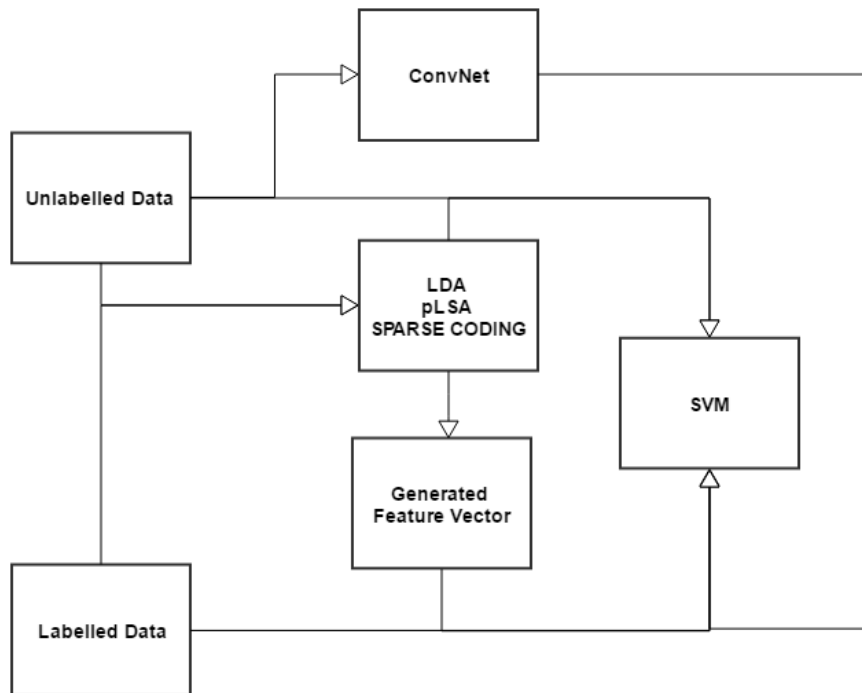 ConvNet
Unlabelled Data
LDA
pLSA
SPARSE CODING
SVM
Generated
Feature Vector
Labelled Data